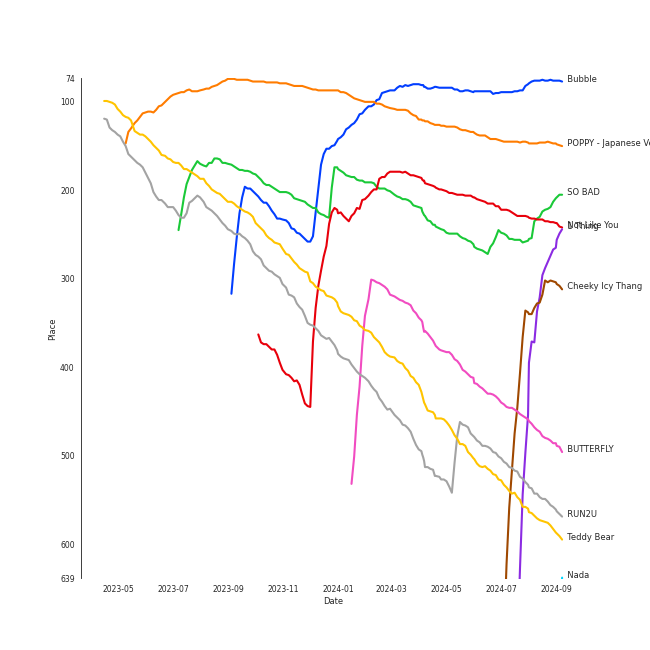 74
100
200
300
400
500
600
639
Place
2023-05
2023-07
2023-09
2023-11
2024-01
2024-03
2024-05
2024-07
2024-09
Date
Bubble
POPPY - Japanese Ve
SO BAD
Not Like You
Cheeky Icy Thang
BUTTERFLY
RUN2U
Teddy Bear
Nada